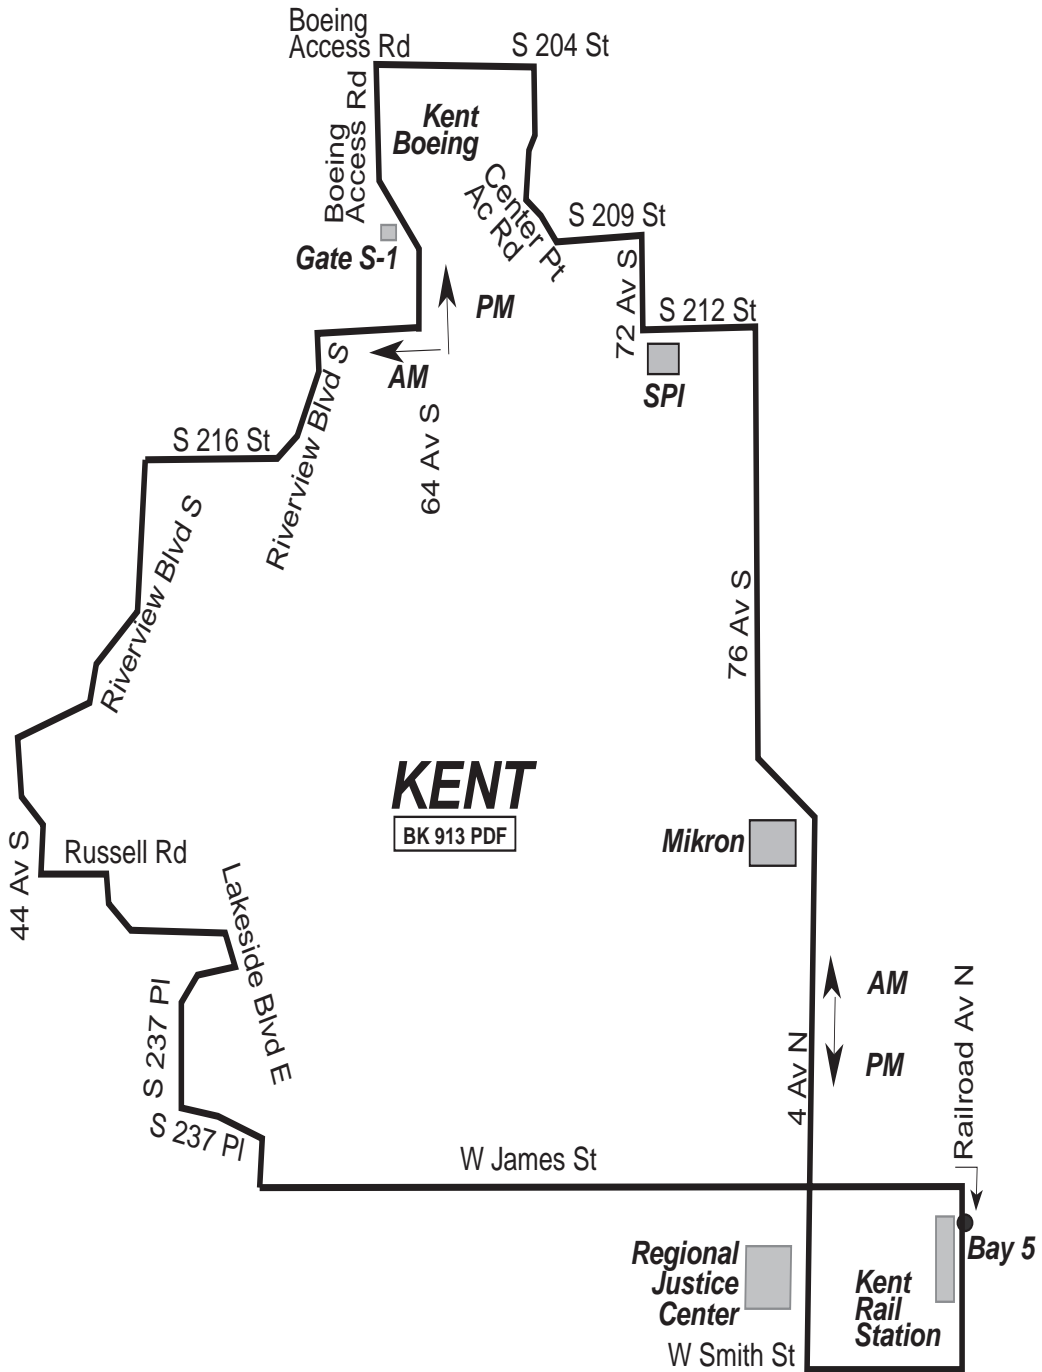 Boeing
Access Rd
S 204 St
Boeing
Access Rd
Kent
Boeing
Center Pt
Ac Rd
S 209 St
Gate S-1
72 Av S
S 212 St
PM
AM
SPI
Riverview Blvd S
64 Av S
S 216 St
Riverview Blvd S
76 Av S
KENT
BK 913 PDF
Mikron
Russell Rd
44 Av S
Lakeside Blvd E
S 237 Pl
S 237 Pl
AM
PM
4 Av N
Railroad Av N
W James St
Bay 5
Regional
Justice
Center
Kent
Rail
Station
W Smith St